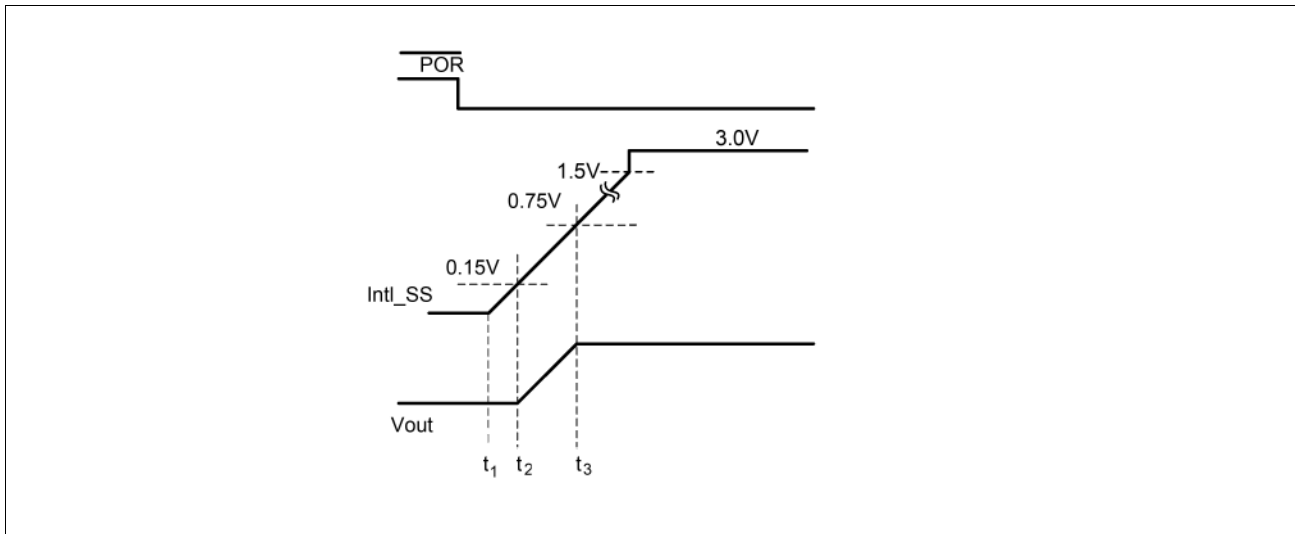 POR
3.0V
1.5V
0.75V
0.15V
Intl_SS
Vout
t₁ t₂ t₃